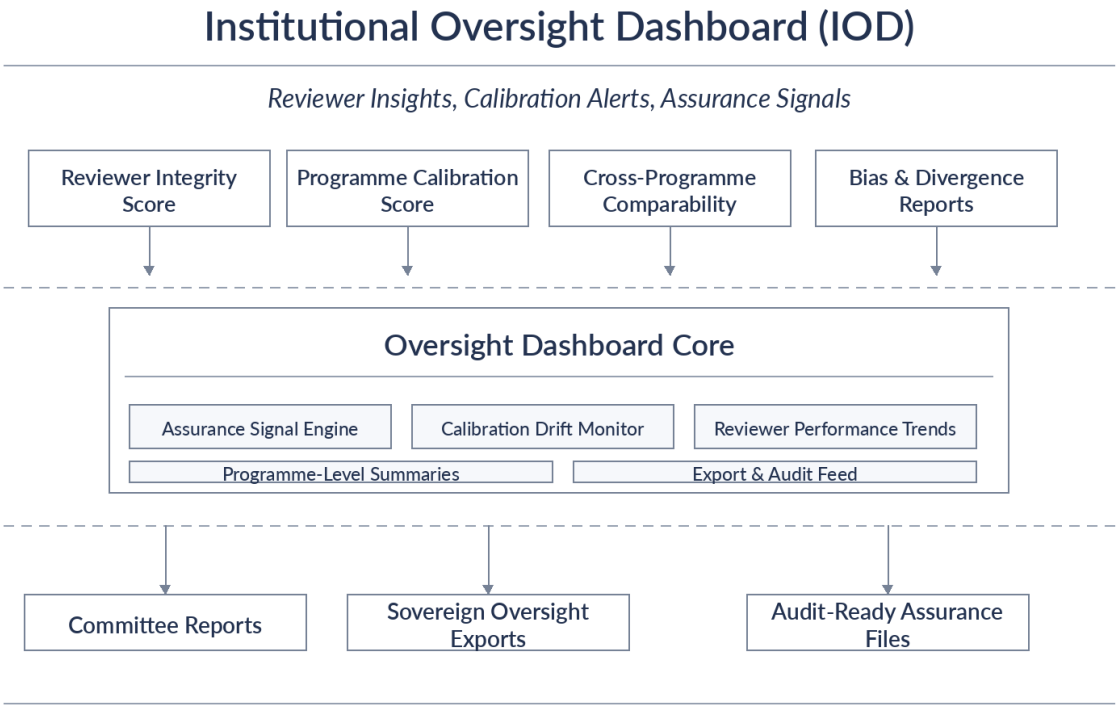 Institutional Oversight Dashboard (IOD)
Reviewer Insights, Calibration Alerts, Assurance Signals
Reviewer Integrity
Score
Programme Calibration
Score
Cross-Programme
Comparability
Bias & Divergence
Reports
Oversight Dashboard Core
Assurance Signal Engine
Calibration Drift Monitor
Reviewer Performance Trends
Programme-Level Summaries
Export & Audit Feed
Committee Reports
Sovereign Oversight
Exports
Audit-Ready Assurance
Files